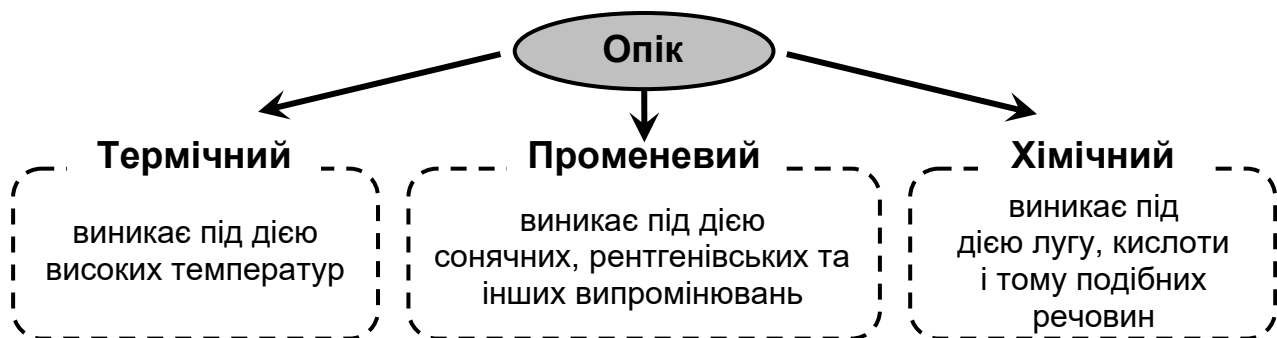 Опік
Термічний
виникає під дією
високих температур
Променевий
виникає під дією
сонячних, рентгенівських та
інших випромінювань
Хімічний
виникає під
дією лугу, кислоти
і тому подібних
речовин